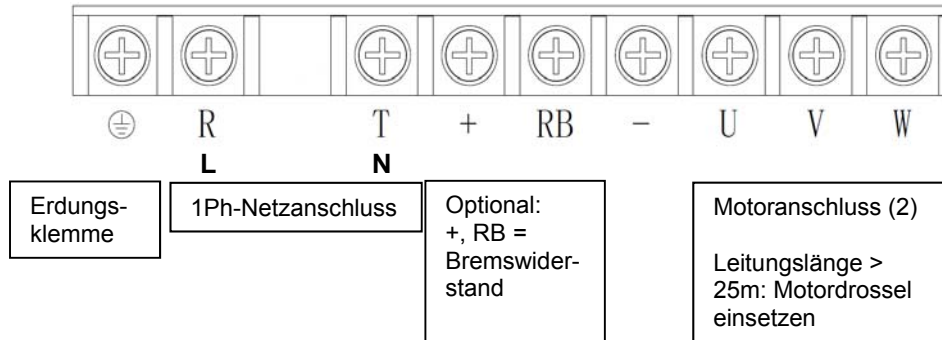 R T + RB - U V W
L N
Erdungs-
klemme
1Ph-Netzanschluss
Optional:
+, RB =
Bremswider-
stand
Motoranschluss (2)
Leitungslänge >
25m: Motordrossel
einsetzen